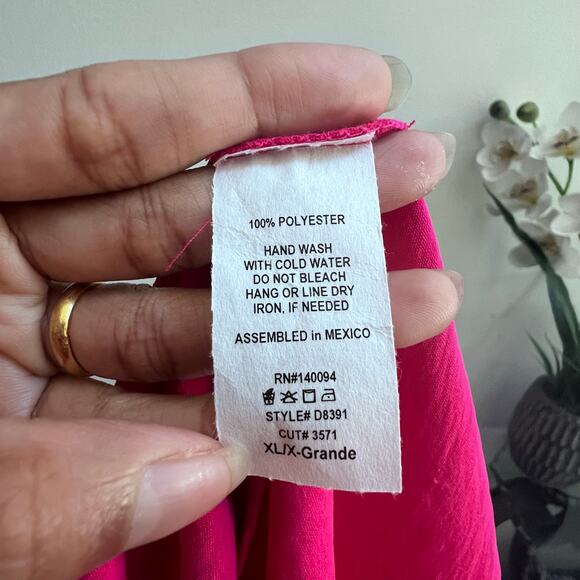 100% POLYESTER
HAND WASH
WITH COLD WATER
DO NOT BLEACH
HANG OR LINE DRY
IRON, IF NEEDED
ASSEMBLED in MEXICO
RN#140094
STYLE# D8391
CUT# 3571
XL/X-Grande